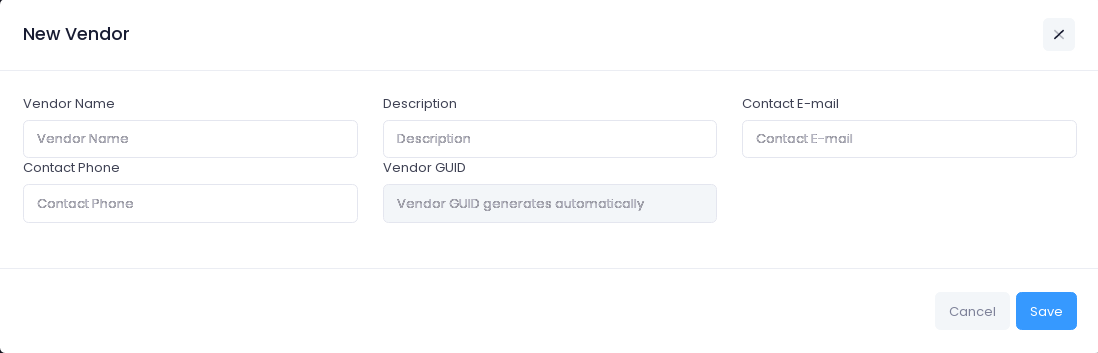 New Vendor
Vendor Name
Description
Contact E-mail
Vendor Name
Description
Contact E-mail
Contact Phone
Vendor GUID
Contact Phone
Vendor GUID generates automatically
Cancel
Save